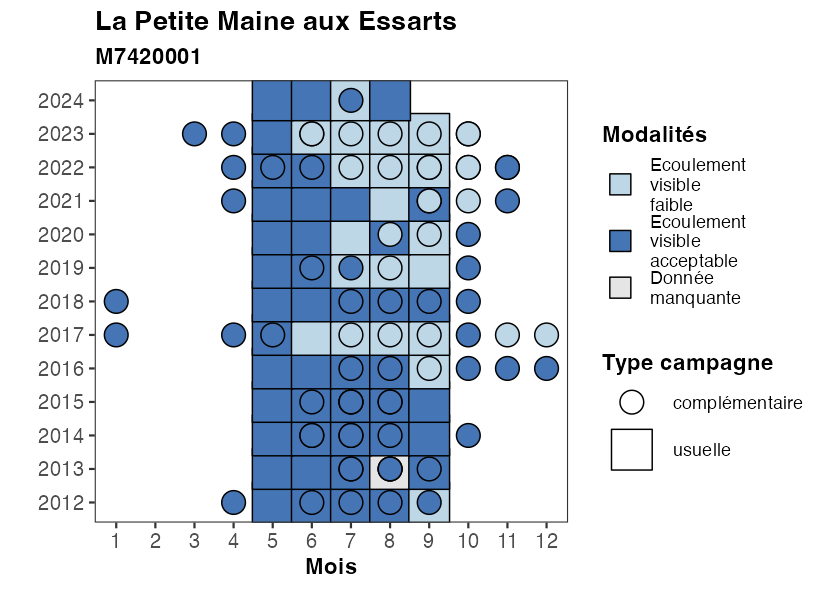 La Petite Maine aux Essarts
M7420001
2024
2023
2022
2021
2020
2019
2018
2017
2016
2015
2014
2013
2012
1 2 3 4 5 6 7 8 9 10 11 12
Mois
Modalités
Ecoulement
visible
faible
Ecoulement
visible
acceptable
Donnée
manquante
Type campagne
complémentaire
usuelle